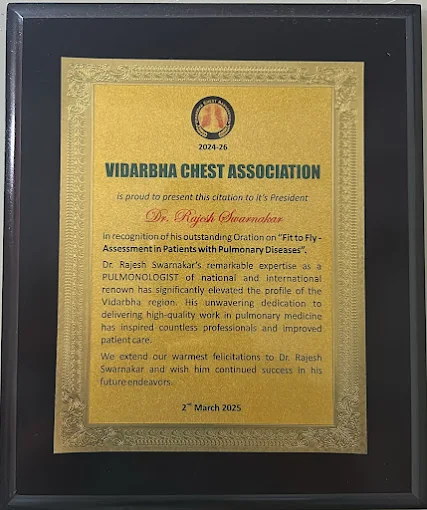 2024-26
VIDARBHA CHEST ASSOCIATION
is proud to present this citation to it's President
Dr. Rajesh Swarnakar
in recognition of his outstanding Oration on "Fit to Fly -
Assessment in Patients with Pulmonary Diseases".
Dr. Rajesh Swarnakar's remarkable expertise as a
PULMONOLOGIST of national and international
renown has significantly elevated the profile of the
Vidarbha region. His unwavering dedication to
delivering high-quality work in pulmonary medicine
has inspired countless professionals and improved
patient care.
We extend our warmest felicitations to Dr. Rajesh
Swarnakar and wish him continued success in his
future endeavors.
2nd March 2025